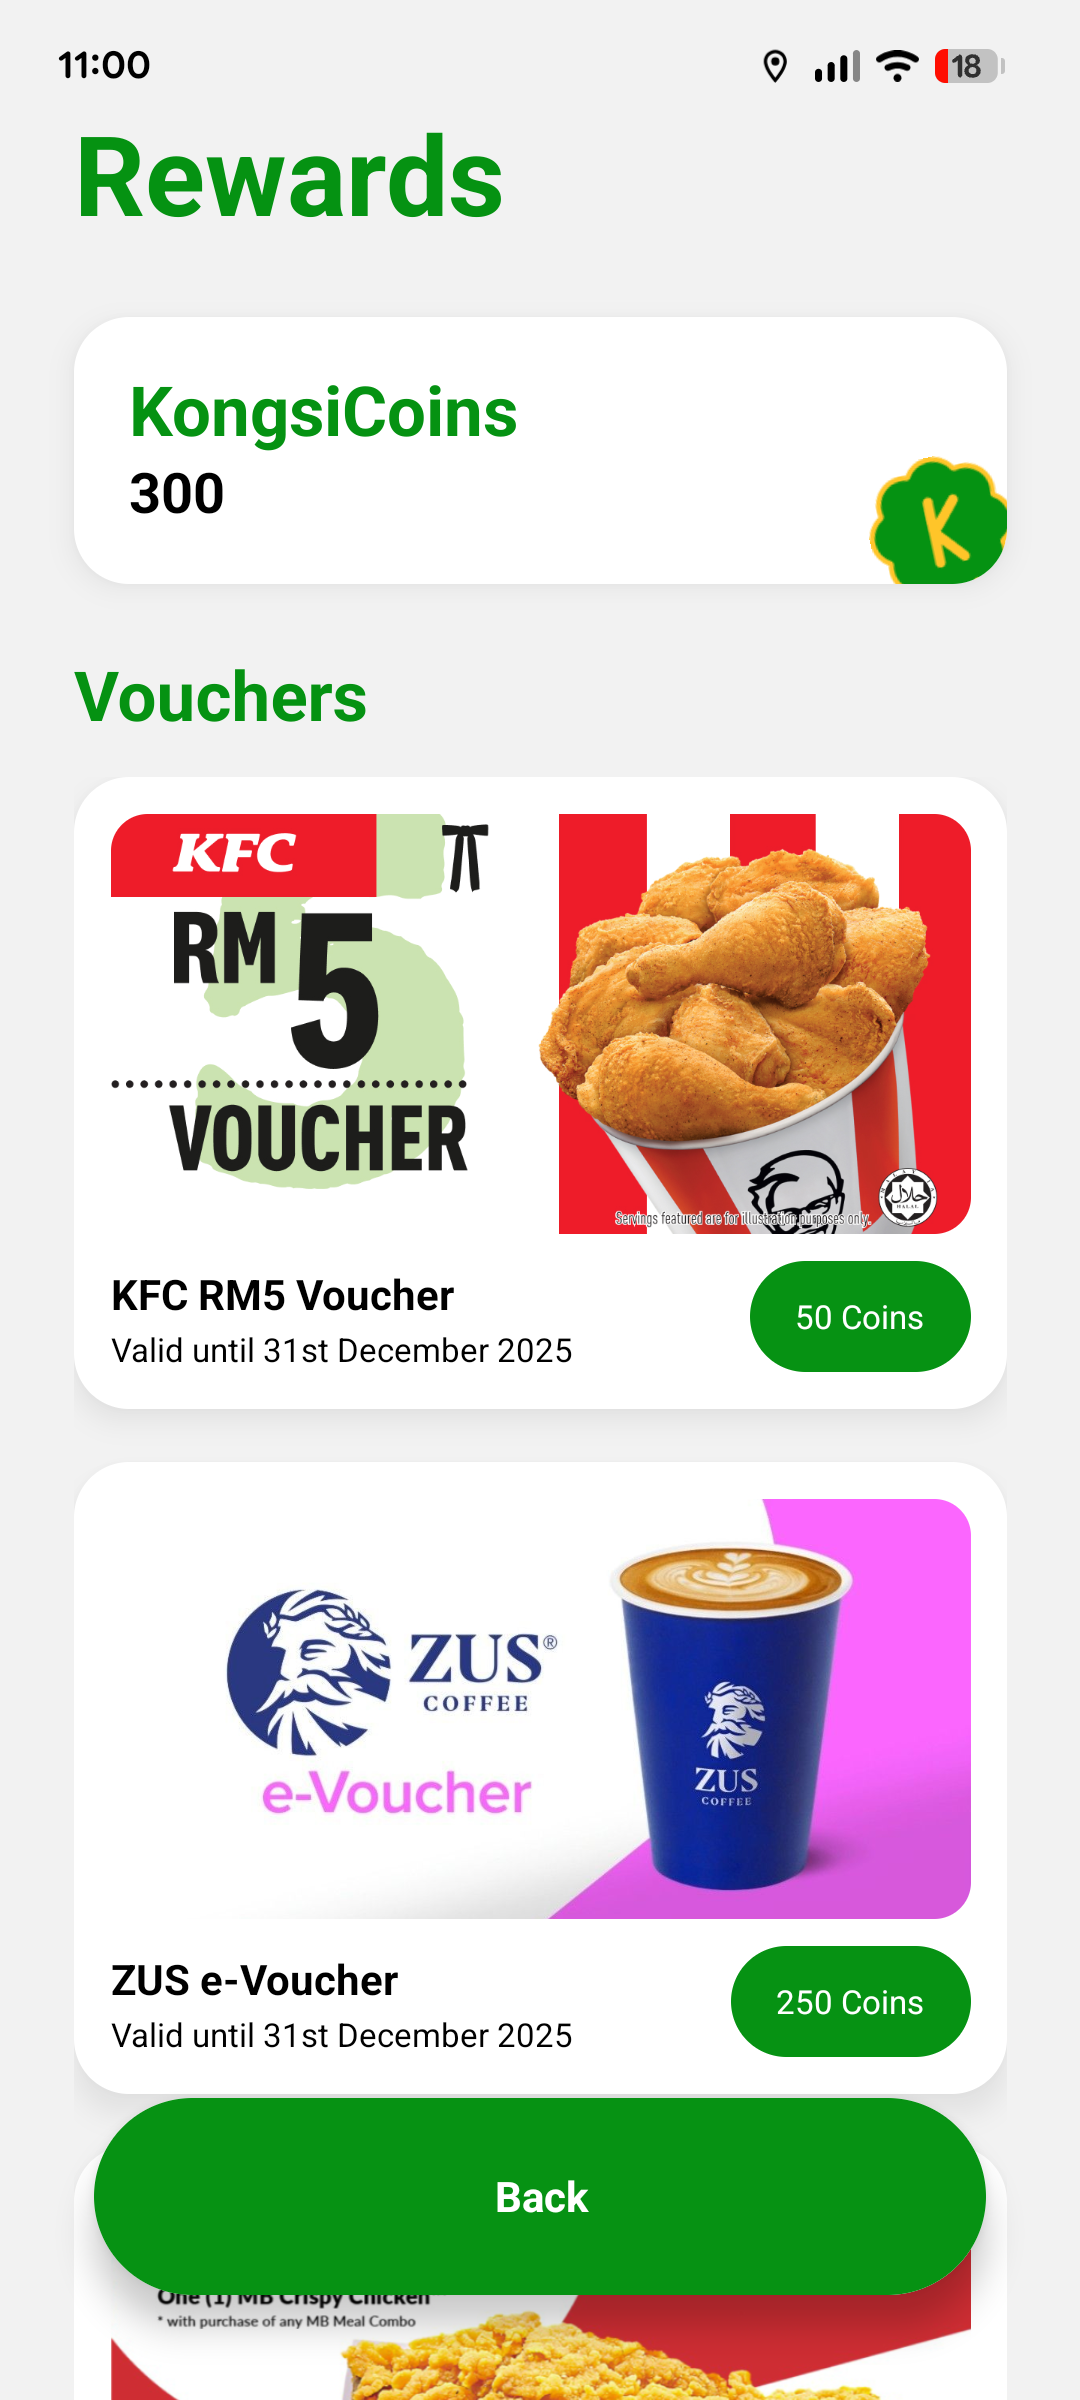 11:00
18
Rewards
KongsiCoins
300
K
Vouchers
KFC
RM5
VOUCHER
Servings featured are for illustration purposes only.
حلال
HALAL
KFC RM5 Voucher
Valid until 31st December 2025
50 Coins
ZUS®
COFFEE
e-Voucher
ZUS
COFFEE
ZUS e-Voucher
Valid until 31st December 2025
250 Coins
Back
One (1) MB Crispy Chicken
* with purchase of any MB Meal Combo